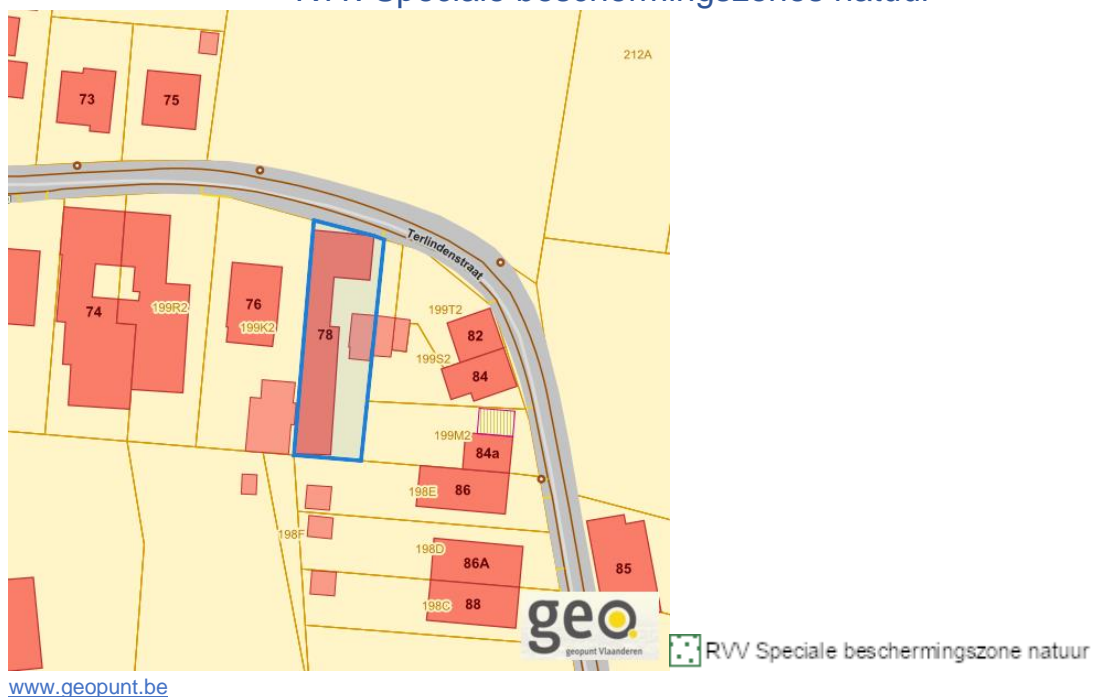 RVV Speciale beschermingszones natuur
212A
73
75
Terlindenstraat
74
199R2
76
199K2
78
199T2
82
199S2
84
199M2
84a
198E
86
198F
198D
86A
85
198C
88
geo.
geopunt Vlaanderen
RVV Speciale beschermingszone natuur
www.geopunt.be